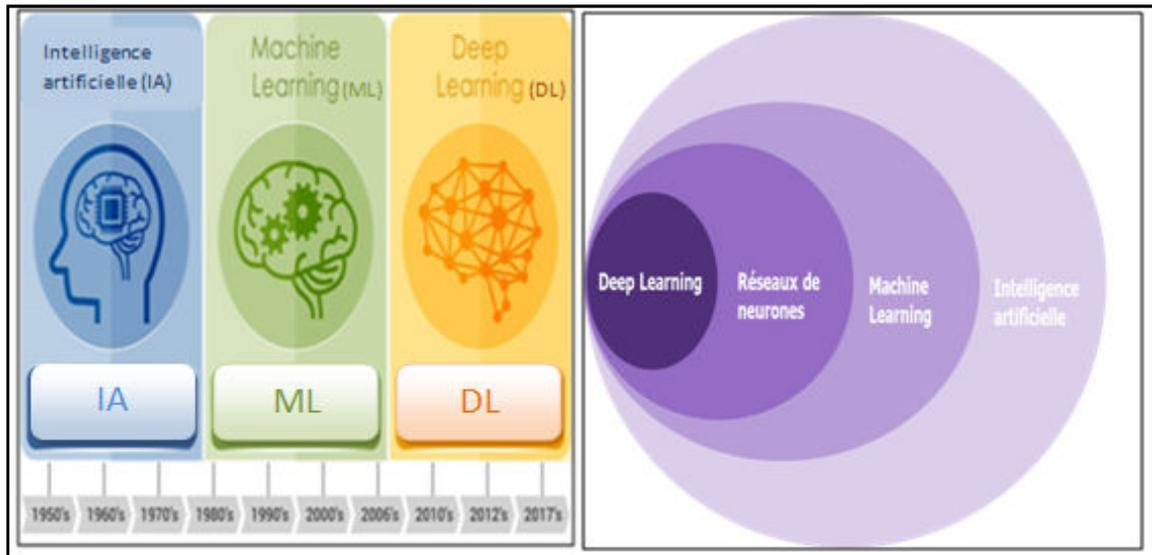 Intelligence
artificielle (IA)
Machine
Learning (ML)
Deep
Learning (DL)
IA
ML
DL
1950's 1960's 1970's 1980's 1990's 2000's 2006's 2010's 2012's 2017's
Deep Learning
Réseaux de
neurones
Machine
Learning
Intelligence
artificielle